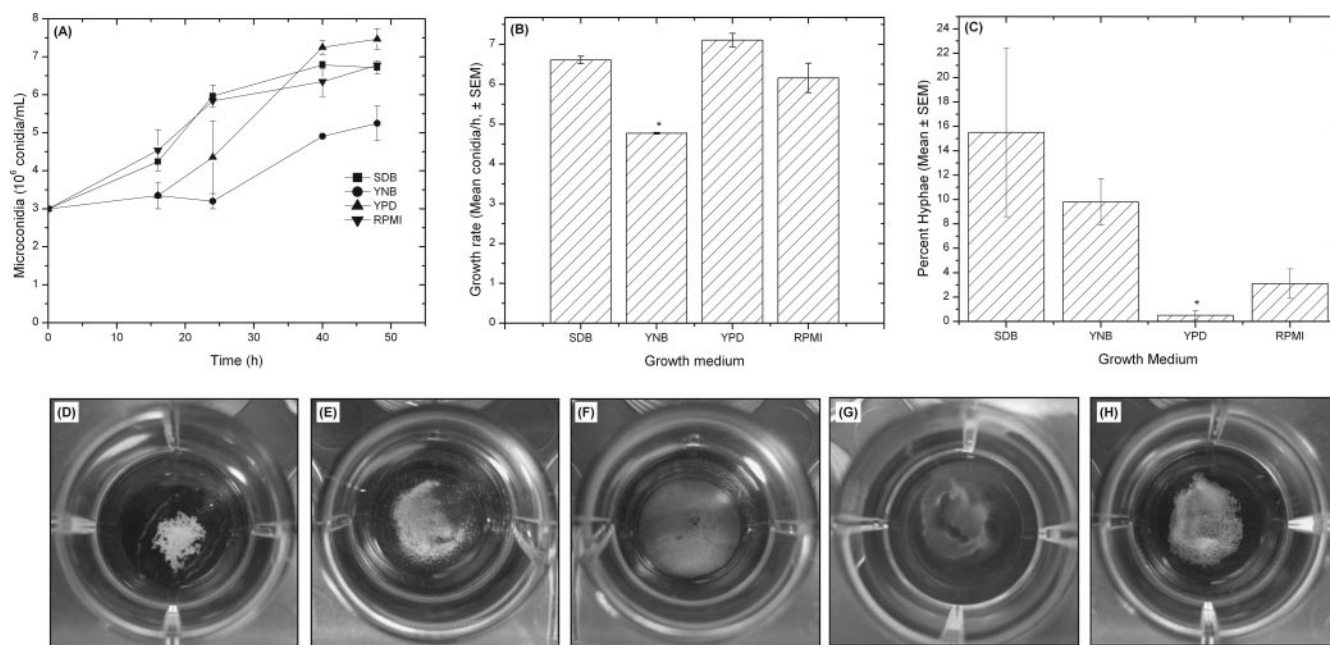 (A)
Microconidia (10⁶ conidia/mL)
8
7
6
5
4
3
2
1
0
SDB
YNB
YPD
RPMI
0
10
20
30
40
50
Time (h)
(B)
Growth rate (Mean conidia/h, ± SEM)
7
6
5
4
3
2
1
0
*
SDB
YNB
YPD
RPMI
Growth medium
(C)
Percent Hyphae (Mean ± SEM)
24
22
20
18
16
14
12
10
8
6
4
2
0
*
SDB
YNB
YPD
RPMI
Growth Medium
(D)
(E)
(F)
(G)
(H)